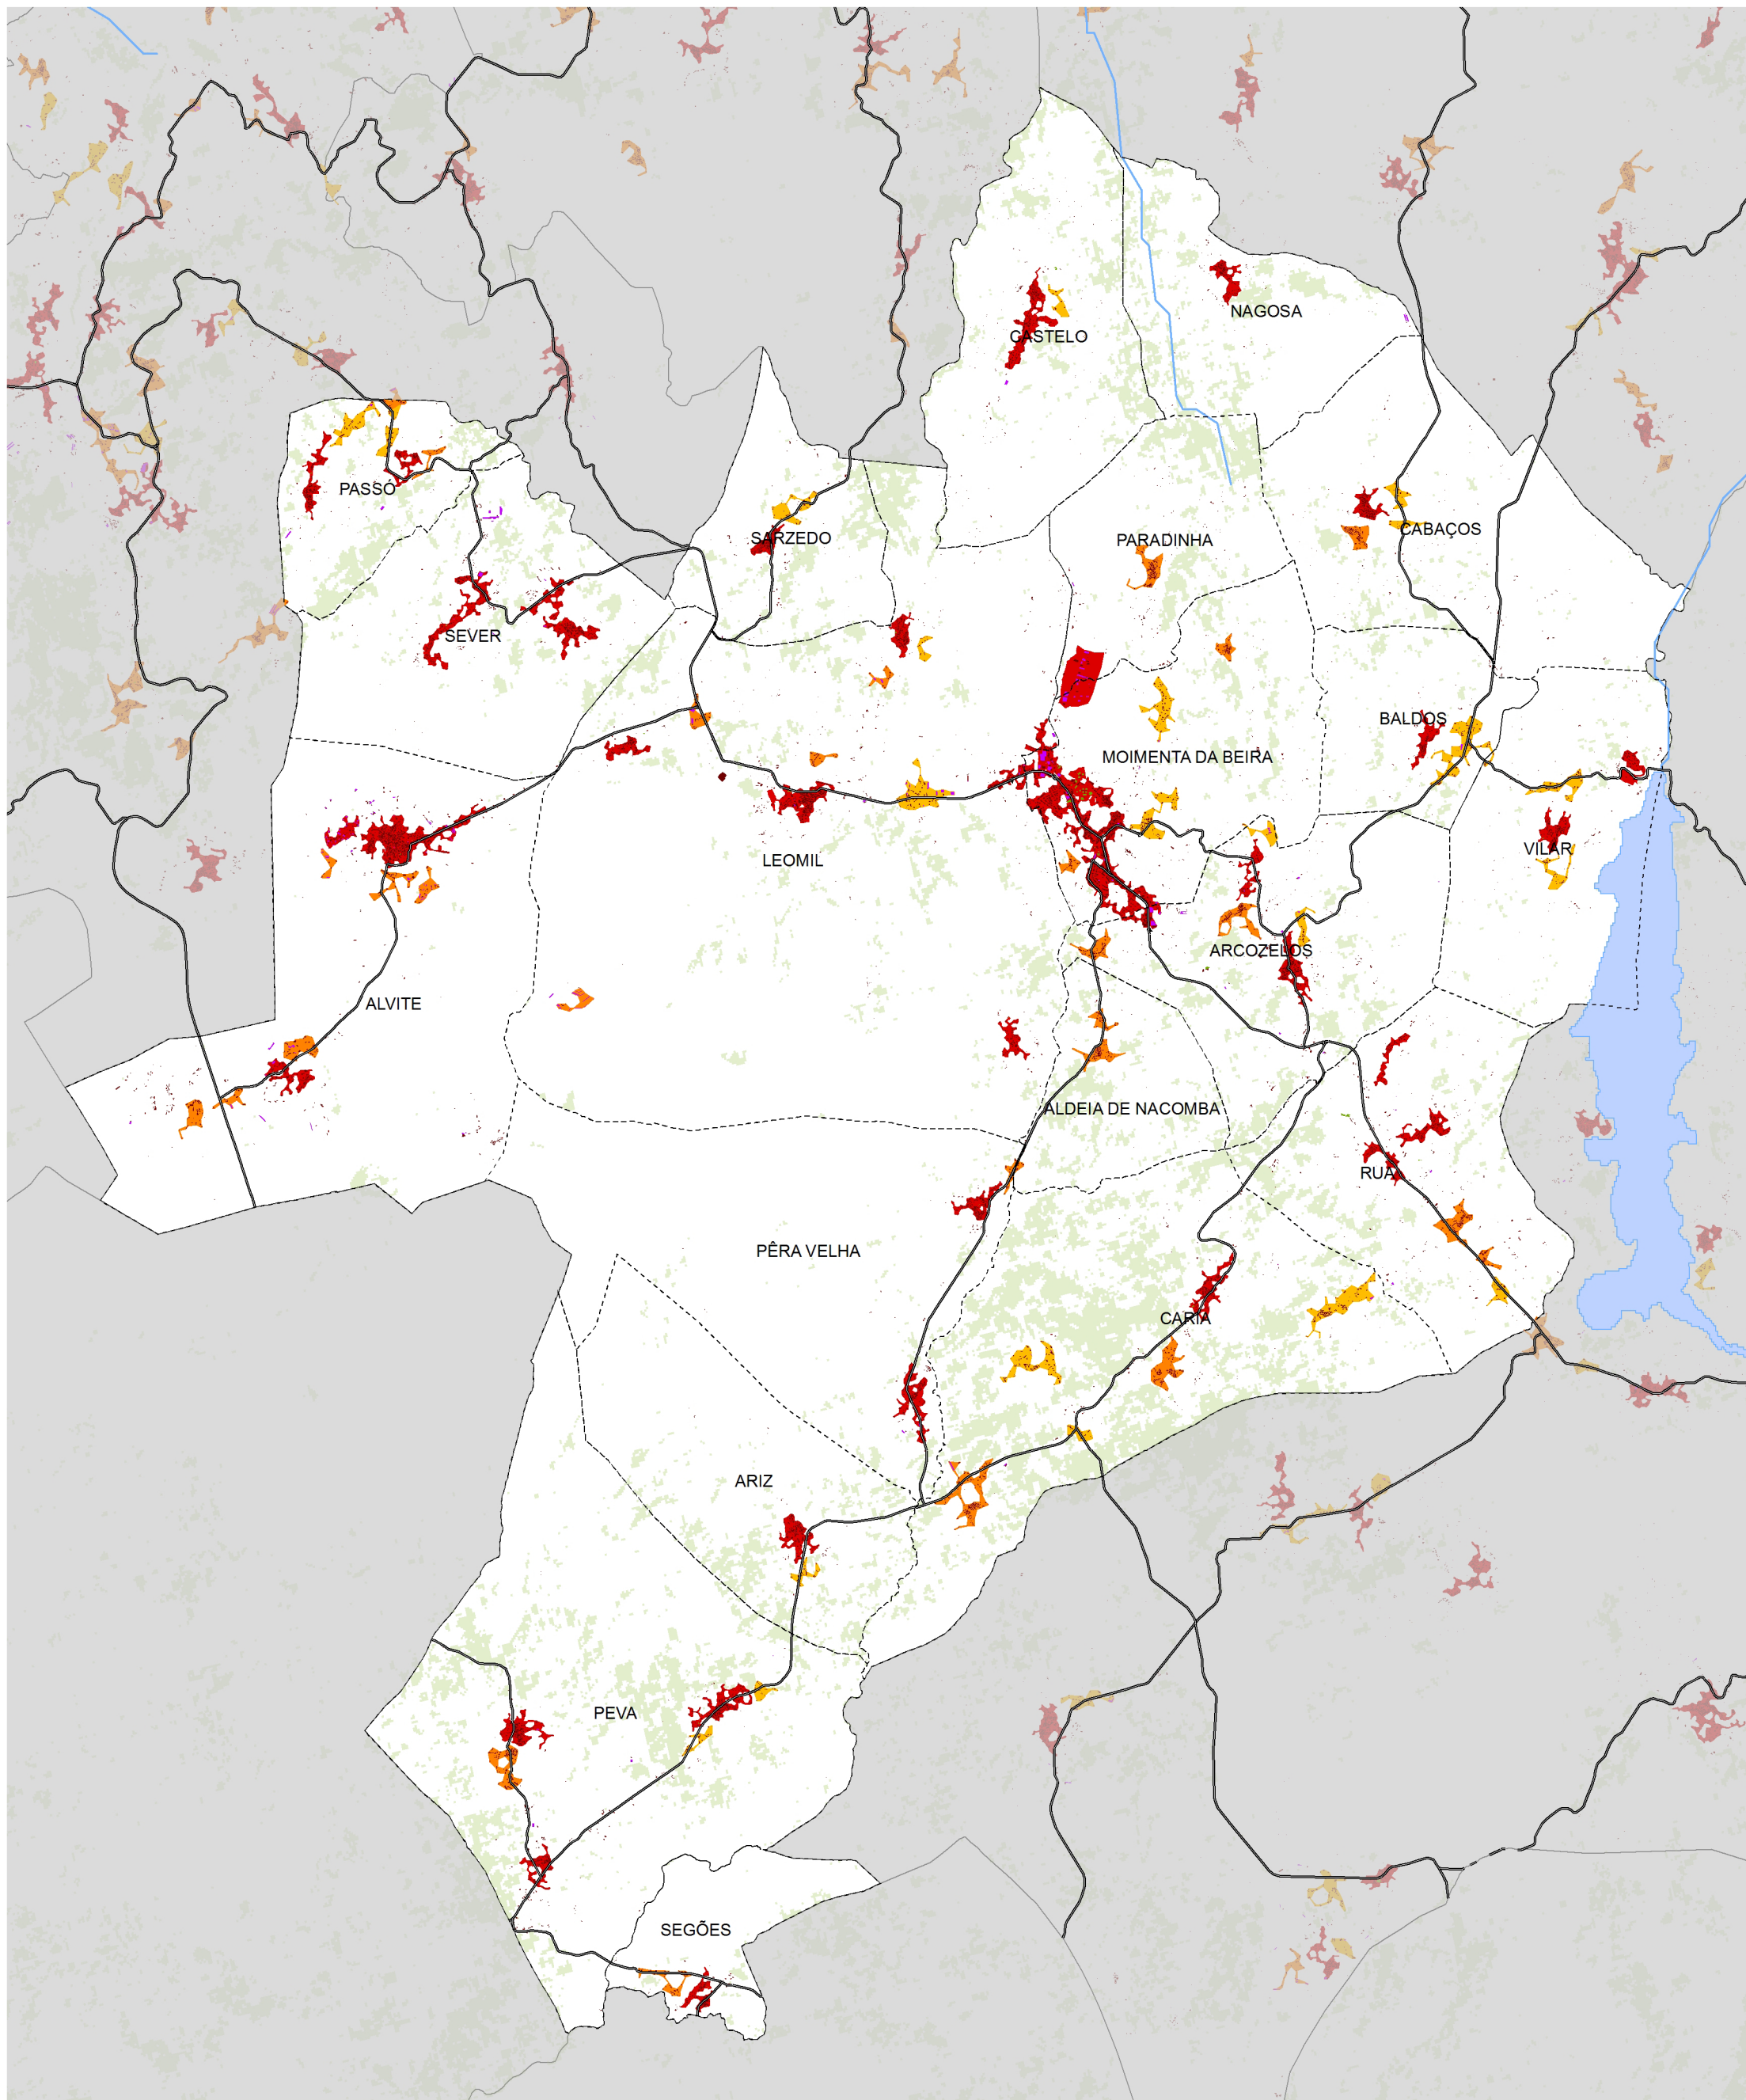 NAGOSA
CASTELO
PASSÓ
CABAÇOS
SARZEDO
PARADINHA
SEVER
BALDOS
MOIMENTA DA BEIRA
VILAR
LEOMIL
ARCOZELOS
ALVITE
ALDEIA DE NACOMBA
RUA
PÊRA VELHA
CARIA
ARIZ
PEVA
SEGÕES